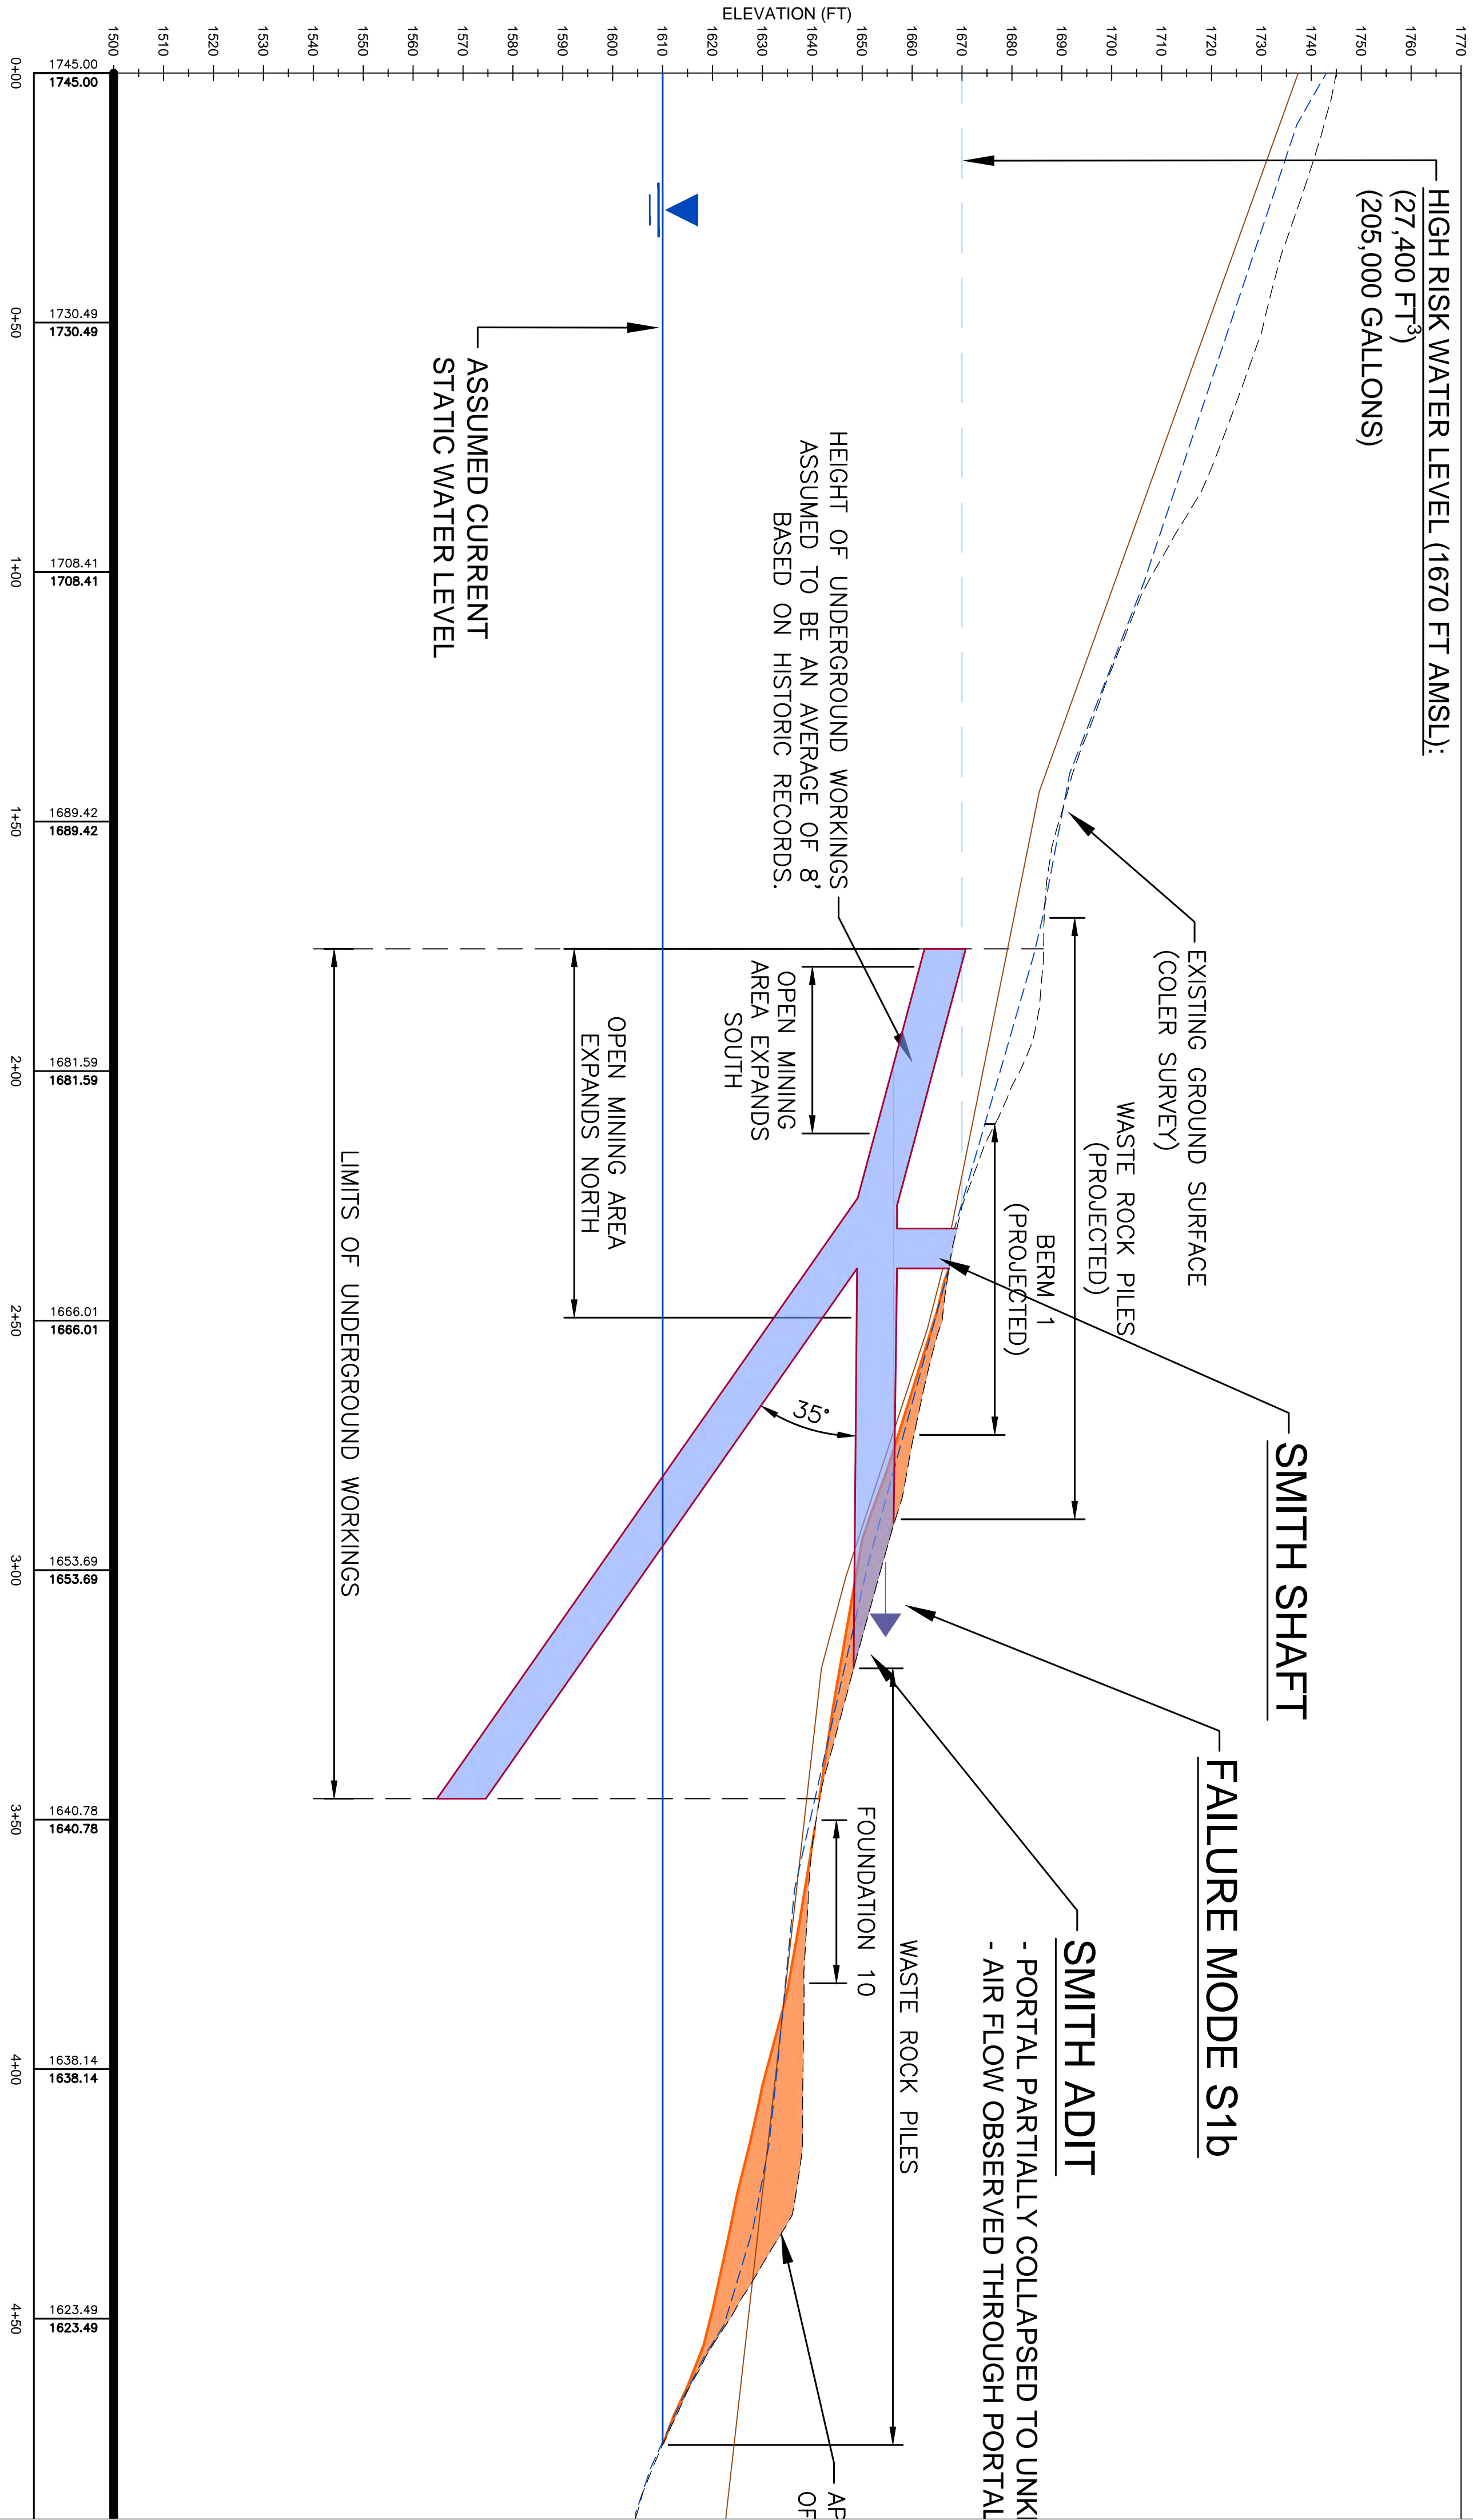 ELEVATION (FT)
1770
1760
1750
1740
1730
1720
1710
1700
1690
1680
1670
1660
1650
1640
1630
1620
1610
1600
1590
1580
1570
1560
1550
1540
1530
1520
1510
1500
HIGH RISK WATER LEVEL (1670 FT AMSL):
(27,400 FT³)
(205,000 GALLONS)
ASSUMED CURRENT
STATIC WATER LEVEL
HEIGHT OF UNDERGROUND WORKINGS
ASSUMED TO BE AN AVERAGE OF 8'
BASED ON HISTORIC RECORDS.
EXISTING GROUND SURFACE
(COLER SURVEY)
WASTE ROCK PILES
(PROJECTED)
BERM 1
(PROJECTED)
OPEN MINING
AREA EXPANDS
SOUTH
OPEN MINING AREA
EXPANDS NORTH
LIMITS OF UNDERGROUND WORKINGS
35°
SMITH SHAFT
FAILURE MODE S1b
SMITH ADIT
- PORTAL PARTIALLY COLLAPSED TO UNK
- AIR FLOW OBSERVED THROUGH PORTAL
WASTE ROCK PILES
FOUNDATION 10
AP
OF
1745.00
1745.00
1730.49
1730.49
1708.41
1708.41
1689.42
1689.42
1681.59
1681.59
1666.01
1666.01
1653.69
1653.69
1640.78
1640.78
1638.14
1638.14
1623.49
1623.49
0+00
0+50
1+00
1+50
2+00
2+50
3+00
3+50
4+00
4+50